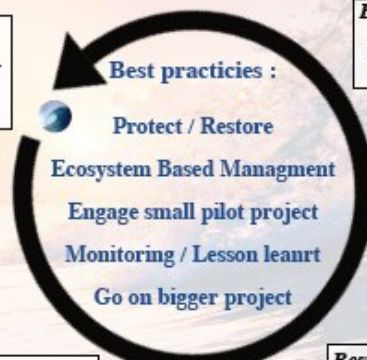 Best practicies :
Protect / Restore
Ecosystem Based Managment
Engage small pilot project
Monitoring / Lesson leanrt
Go on bigger project